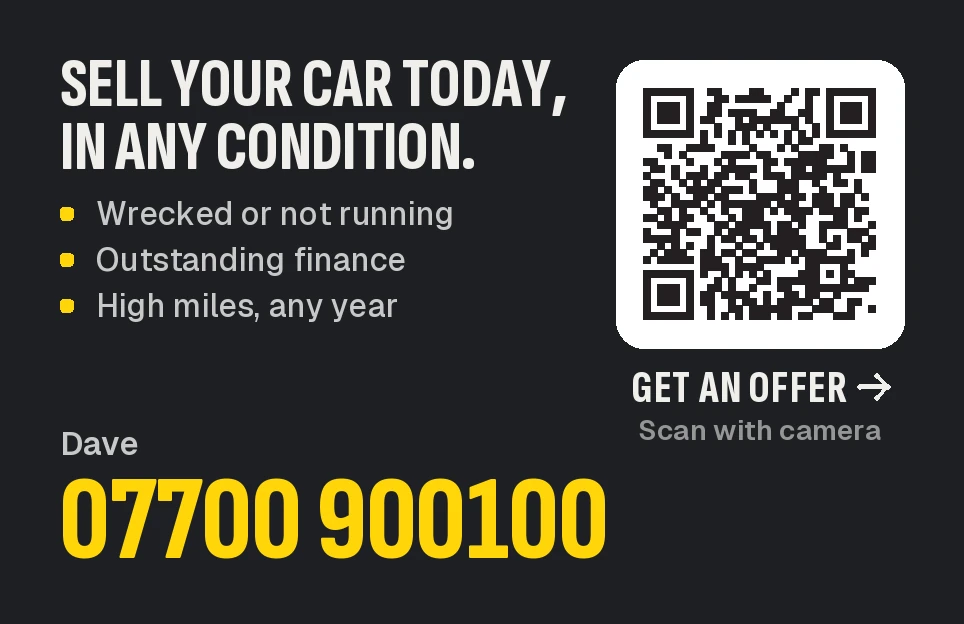 SELL YOUR CAR TODAY,
IN ANY CONDITION.
Wrecked or not running
Outstanding finance
High miles, any year
GET AN OFFER →
Scan with camera
Dave
07700 900100